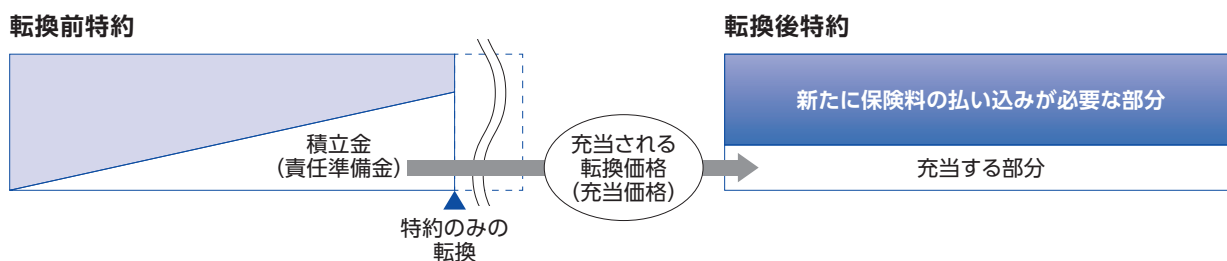 転換前特約
転換後特約
積立金
(責任準備金)
特約のみの
転換
充当される
転換価格
(充当価格)
新たに保険料の払い込みが必要な部分
充当する部分